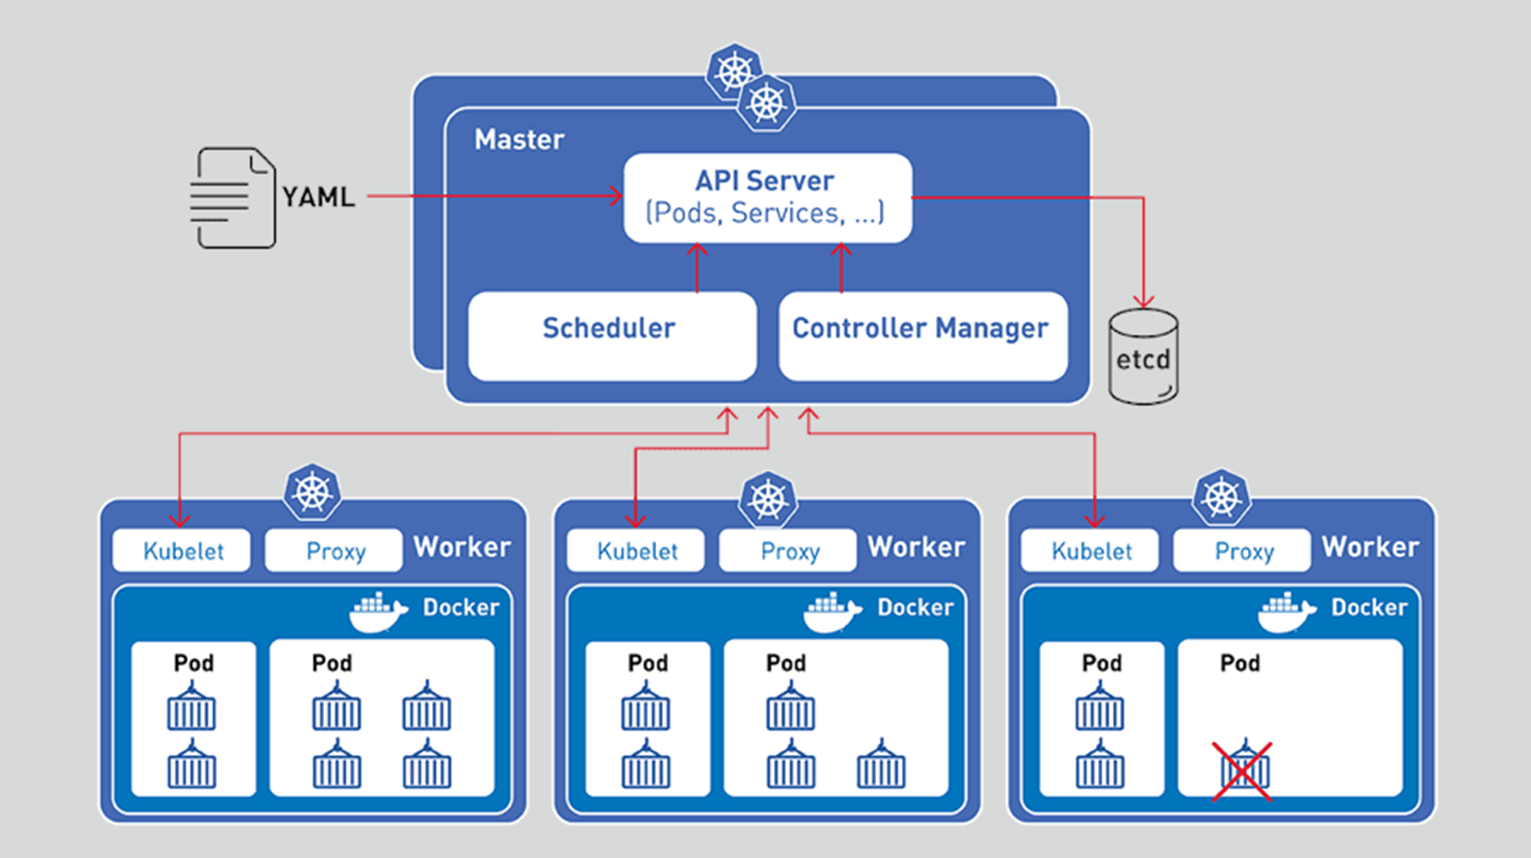 Master
YAML
API Server
(Pods, Services, ...)
Scheduler
Controller Manager
etcd
Kubelet
Proxy
Worker
Docker
Pod
Pod
Kubelet
Proxy
Worker
Docker
Pod
Pod
Kubelet
Proxy
Worker
Docker
Pod
Pod